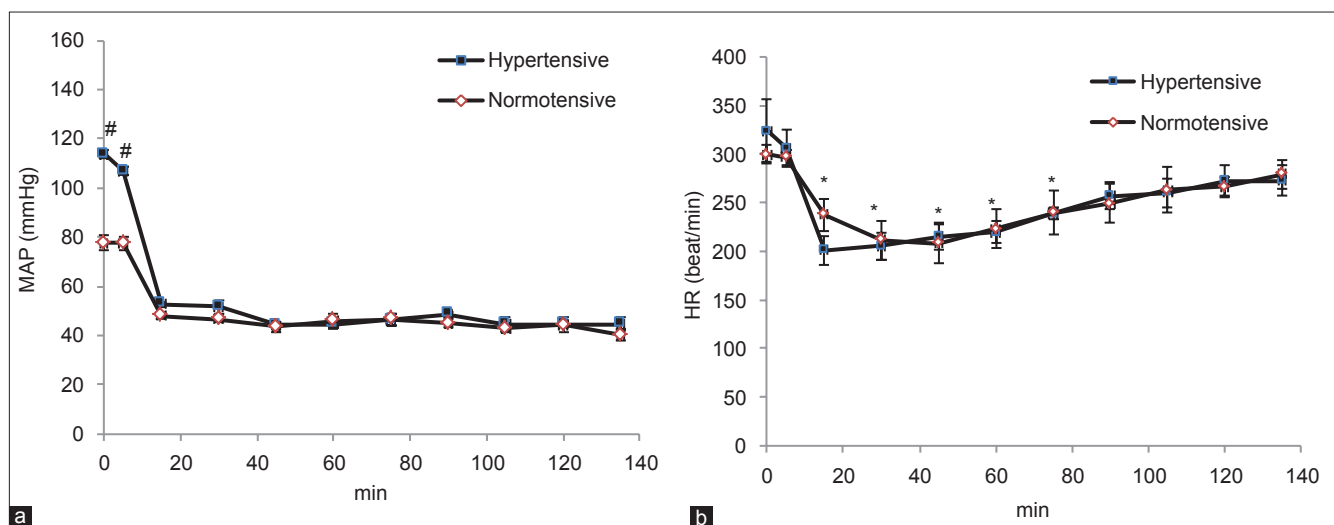 160
140
120
100
80
60
40
20
0
MAP (mmHg)
Hypertensive
Normotensive
#
#
0 20 40 60 80 100 120 140
min
a
400
350
300
250
200
150
100
50
0
HR (beat/min)
Hypertensive
Normotensive
* * * * *
0 20 40 60 80 100 120 140
min
b